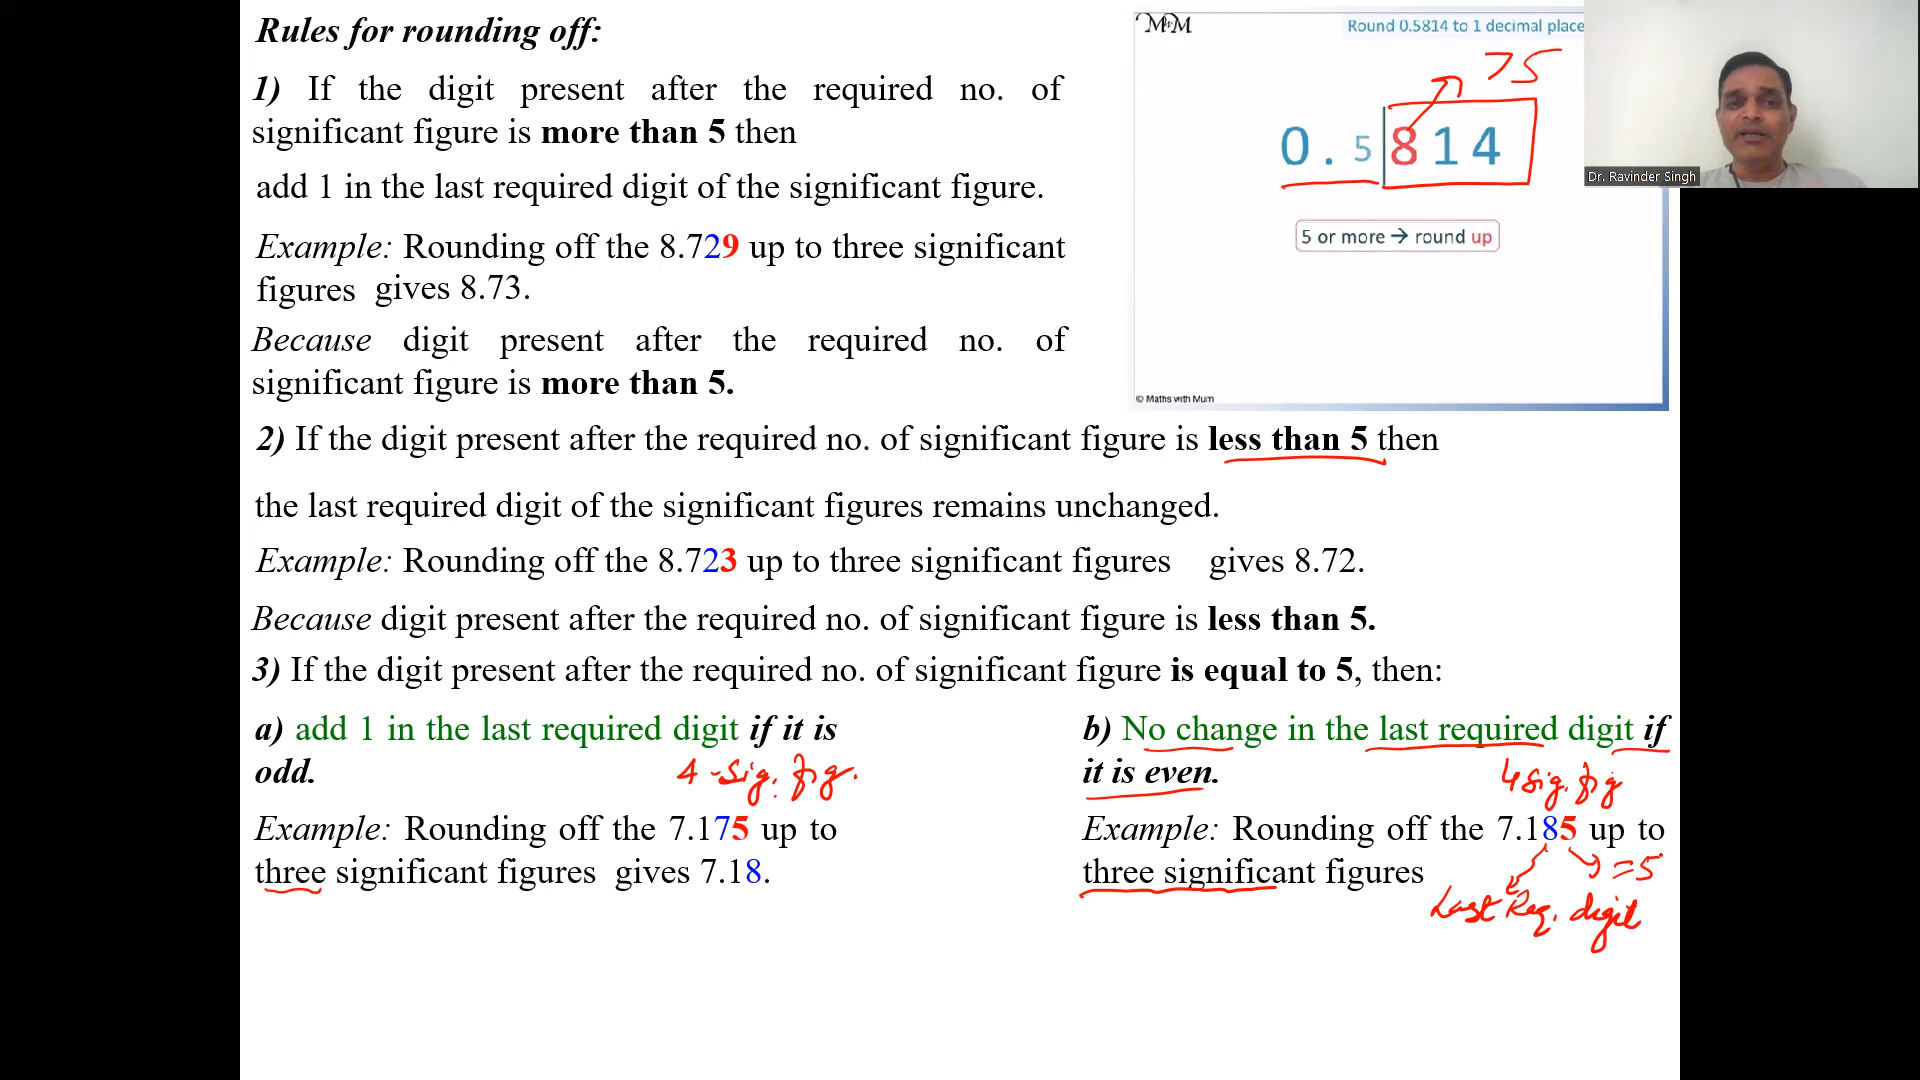 Rules for rounding off:
1) If the digit present after the required no. of
significant figure is more than 5 then
add 1 in the last required digit of the significant figure.
Example: Rounding off the 8.729 up to three significant
figures gives 8.73.
Because digit present after the required no. of
significant figure is more than 5.
MM
Round 0.5814 to 1 decimal place
>5
0.5814
5 or more → round up
© Maths with Mum
Dr. Ravinder Singh
2) If the digit present after the required no. of significant figure is less than 5 then
the last required digit of the significant figures remains unchanged.
Example: Rounding off the 8.723 up to three significant figures gives 8.72.
Because digit present after the required no. of significant figure is less than 5.
3) If the digit present after the required no. of significant figure is equal to 5, then:
a) add 1 in the last required digit if it is
odd.
4-Sig. fig.
Example: Rounding off the 7.175 up to
three significant figures gives 7.18.
b) No change in the last required digit if
it is even.
4 Sig. fig
Example: Rounding off the 7.185 up to
three significant figures
=5
Last Req. digit